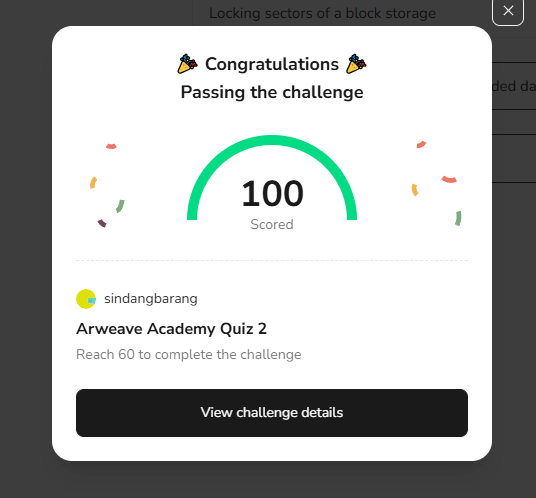 Locking sectors of a block storage
Congratulations
Passing the challenge
ded da
100
Scored
sindangbarang
Arweave Academy Quiz 2
Reach 60 to complete the challenge
View challenge details